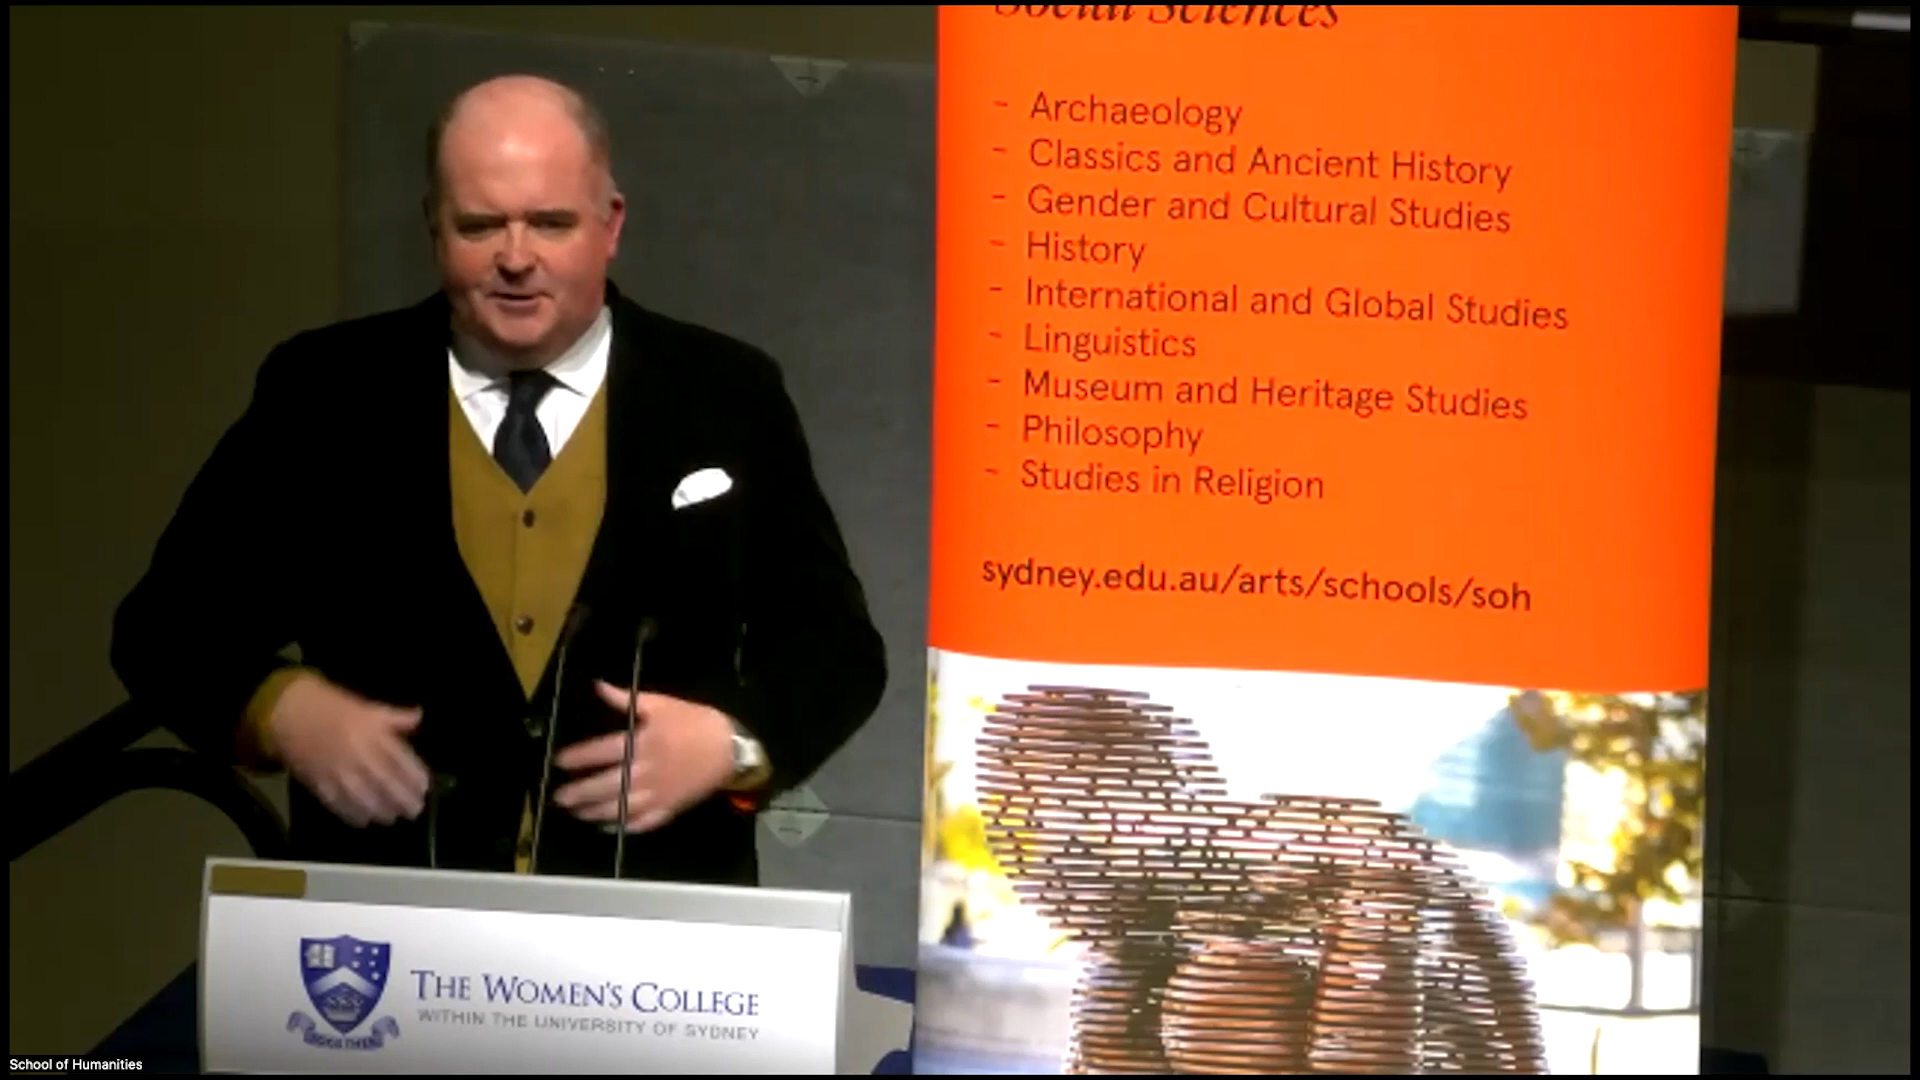 Social Sciences
- Archaeology
- Classics and Ancient History
- Gender and Cultural Studies
- History
- International and Global Studies
- Linguistics
- Museum and Heritage Studies
- Philosophy
- Studies in Religion
sydney.edu.au/arts/schools/soh
THE WOMEN'S COLLEGE
WITHIN THE UNIVERSITY OF SYDNEY
School of Humanities